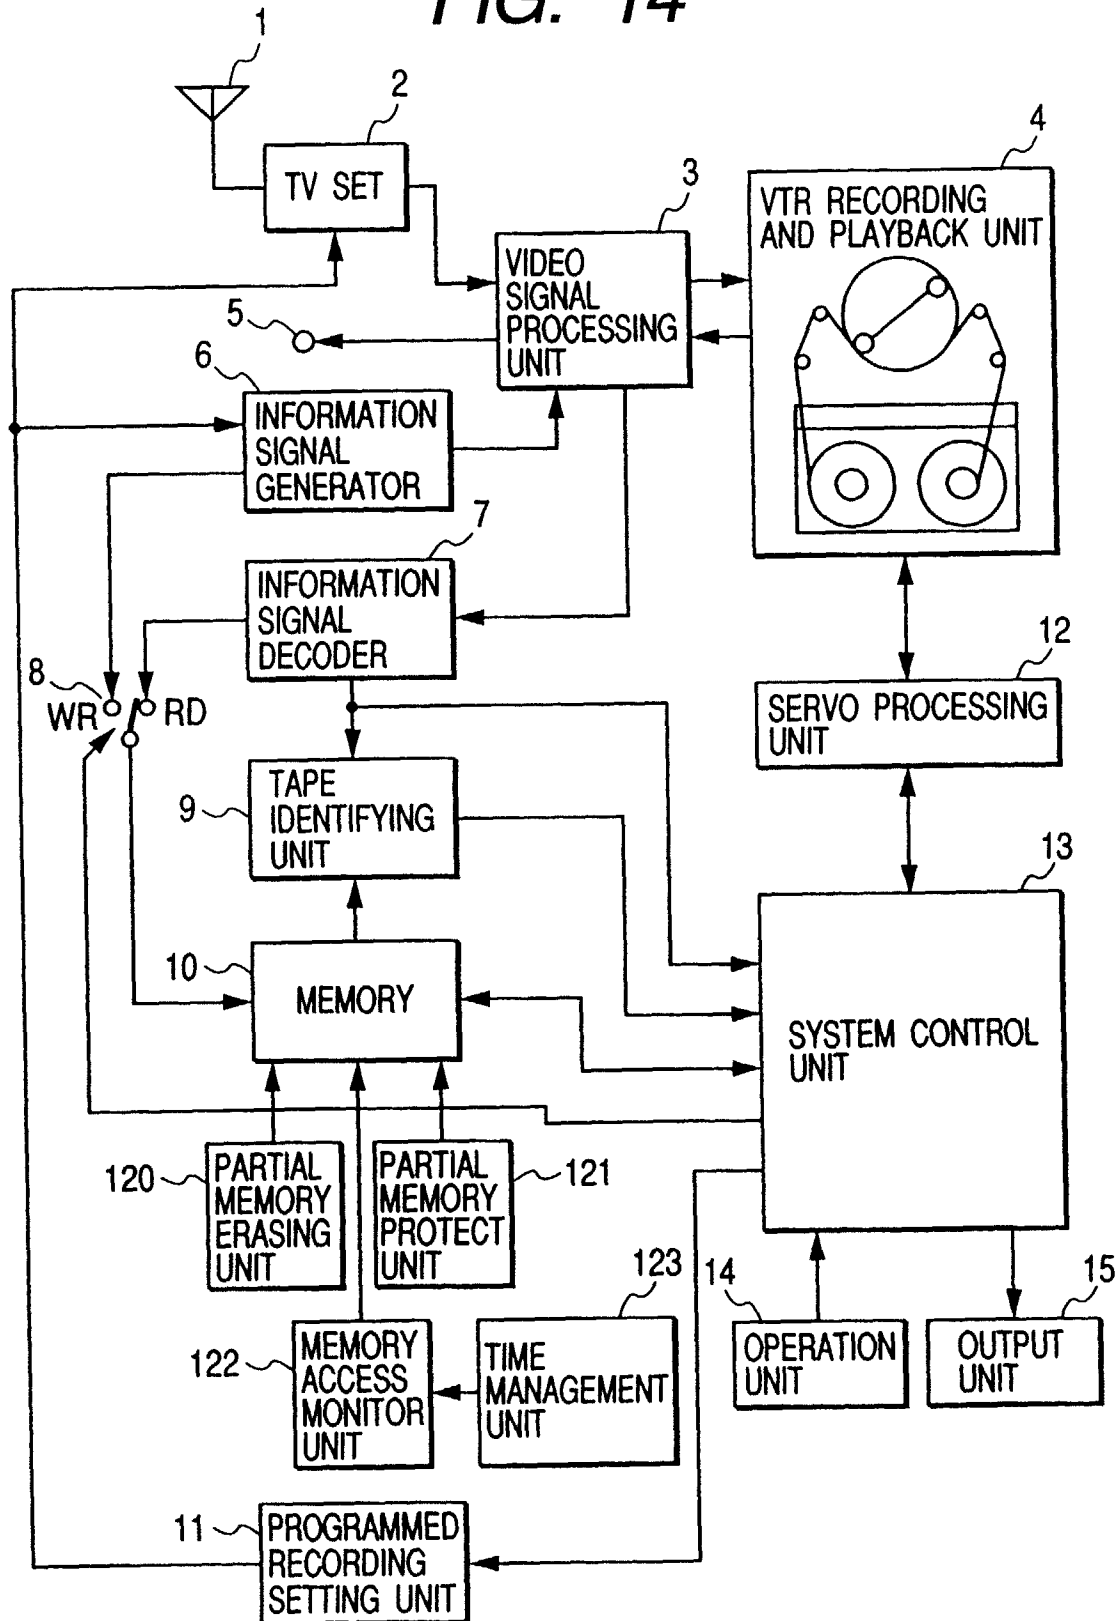 FIG. 14
1
2
TV SET
3
VIDEO
SIGNAL
PROCESSING
UNIT
4
VTR RECORDING
AND PLAYBACK UNIT
5
6
INFORMATION
SIGNAL
GENERATOR
7
INFORMATION
SIGNAL
DECODER
8
WR
RD
12
SERVO PROCESSING
UNIT
9
TAPE
IDENTIFYING
UNIT
13
SYSTEM CONTROL
UNIT
10
MEMORY
120
PARTIAL
MEMORY
ERASING
UNIT
121
PARTIAL
MEMORY
PROTECT
UNIT
122
MEMORY
ACCESS
MONITOR
UNIT
123
TIME
MANAGEMENT
UNIT
14
OPERATION
UNIT
15
OUTPUT
UNIT
11
PROGRAMMED
RECORDING
SETTING UNIT